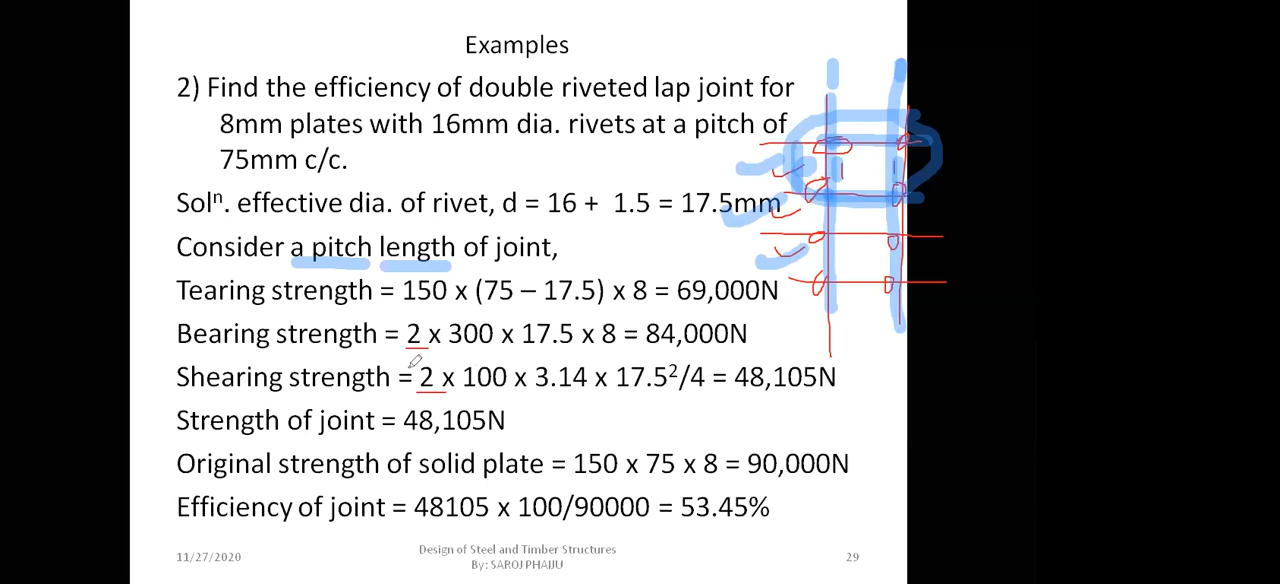 Examples
2) Find the efficiency of double riveted lap joint for
8mm plates with 16mm dia. rivets at a pitch of
75mm c/c.
Solⁿ. effective dia. of rivet, d = 16 + 1.5 = 17.5mm
Consider a pitch length of joint,
Tearing strength = 150 x (75 – 17.5) x 8 = 69,000N
Bearing strength = 2 x 300 x 17.5 x 8 = 84,000N
Shearing strength = 2 x 100 x 3.14 x 17.5²/4 = 48,105N
Strength of joint = 48,105N
Original strength of solid plate = 150 x 75 x 8 = 90,000N
Efficiency of joint = 48105 x 100/90000 = 53.45%
11/27/2020
Design of Steel and Timber Structures
By: SAROJ PHAIJU
29